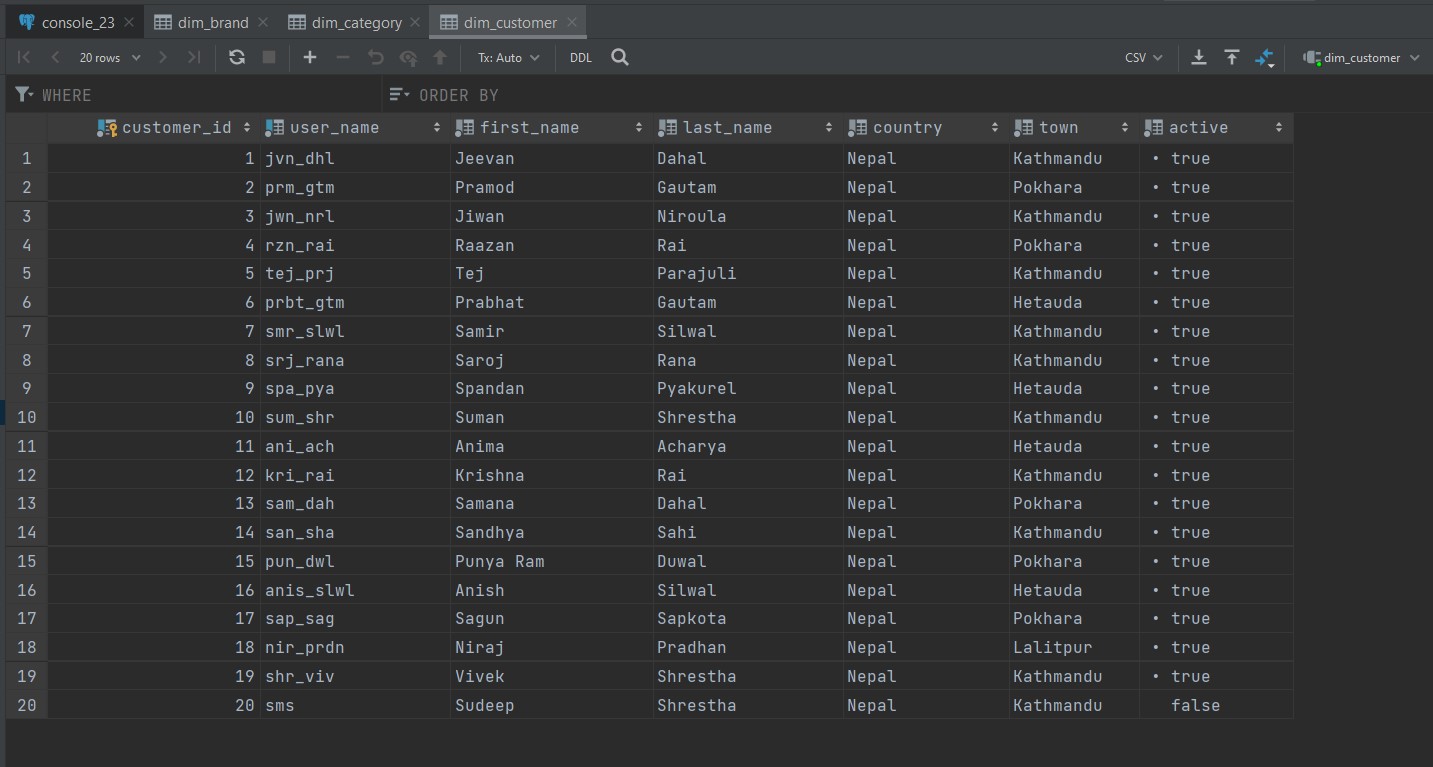 console_23 dim_brand dim_category dim_customer
20 rows Tx: Auto DDL CSV dim_customer
WHERE ORDER BY
customer_id user_name first_name last_name country town active
1 1 jvn_dhl Jeevan Dahal Nepal Kathmandu • true
2 2 prm_gtm Pramod Gautam Nepal Pokhara • true
3 3 jwn_nrl Jiwan Niroula Nepal Kathmandu • true
4 4 rzn_rai Raazan Rai Nepal Pokhara • true
5 5 tej_prj Tej Parajuli Nepal Kathmandu • true
6 6 prbt_gtm Prabhat Gautam Nepal Hetauda • true
7 7 smr_slwl Samir Silwal Nepal Kathmandu • true
8 8 srj_rana Saroj Rana Nepal Kathmandu • true
9 9 spa_pya Spandan Pyakurel Nepal Hetauda • true
10 10 sum_shr Suman Shrestha Nepal Kathmandu • true
11 11 ani_ach Anima Acharya Nepal Hetauda • true
12 12 kri_rai Krishna Rai Nepal Kathmandu • true
13 13 sam_dah Samana Dahal Nepal Pokhara • true
14 14 san_sha Sandhya Sahi Nepal Kathmandu • true
15 15 pun_dwl Punya Ram Duwal Nepal Pokhara • true
16 16 anis_slwl Anish Silwal Nepal Hetauda • true
17 17 sap_sag Sagun Sapkota Nepal Pokhara • true
18 18 nir_prdn Niraj Pradhan Nepal Lalitpur • true
19 19 shr_viv Vivek Shrestha Nepal Kathmandu • true
20 20 sms Sudeep Shrestha Nepal Kathmandu false